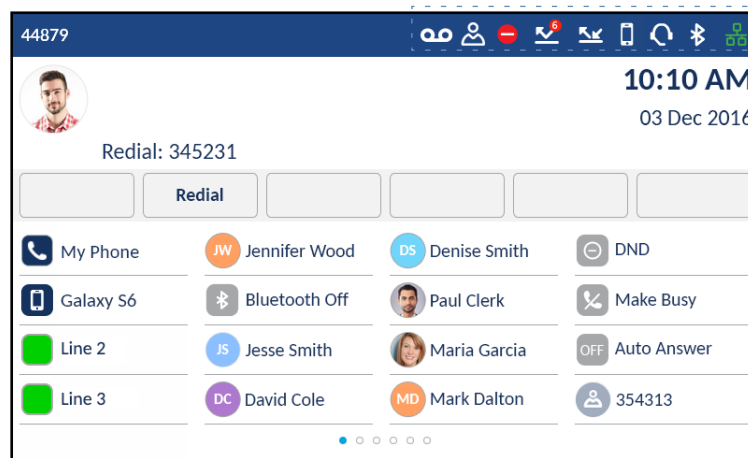 44879
6
10:10 AM
03 Dec 2016
Redial: 345231
Redial
My Phone
JW Jennifer Wood
DS Denise Smith
DND
Galaxy S6
Bluetooth Off
Paul Clerk
Make Busy
Line 2
JS Jesse Smith
Maria Garcia
OFF Auto Answer
Line 3
DC David Cole
MD Mark Dalton
354313